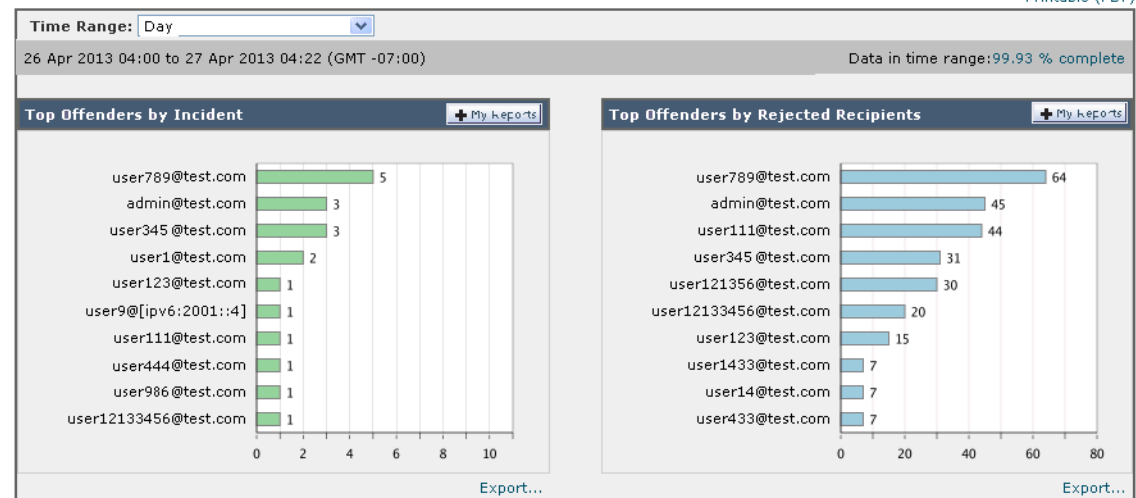 Printable (PDF)
Time Range: Day
26 Apr 2013 04:00 to 27 Apr 2013 04:22 (GMT -07:00)
Data in time range:99.93 % complete
Top Offenders by Incident
My Reports
user789@test.com 5
admin@test.com 3
user345 @test.com 3
user1@test.com 2
user123@test.com 1
user9@[ipv6:2001::4] 1
user111@test.com 1
user444@test.com 1
user986@test.com 1
user12133456@test.com 1
0 2 4 6 8 10
Export...
Top Offenders by Rejected Recipients
My Reports
user789@test.com 64
admin@test.com 45
user111@test.com 44
user345 @test.com 31
user121356@test.com 30
user12133456@test.com 20
user123@test.com 15
user1433@test.com 7
user14@test.com 7
user433@test.com 7
0 20 40 60 80
Export...